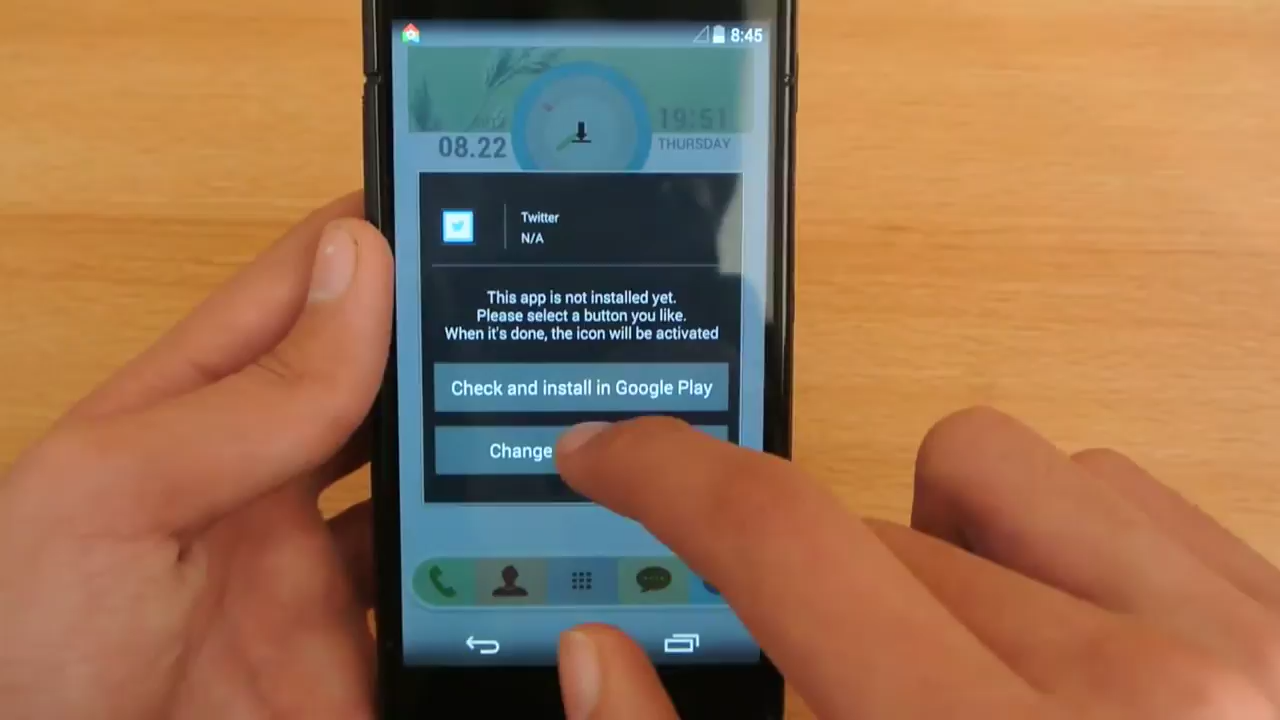 8:45
19:51
08.22
THURSDAY
Twitter
N/A
This app is not installed yet.
Please select a button you like.
When it's done, the icon will be activated
Check and install in Google Play
Change